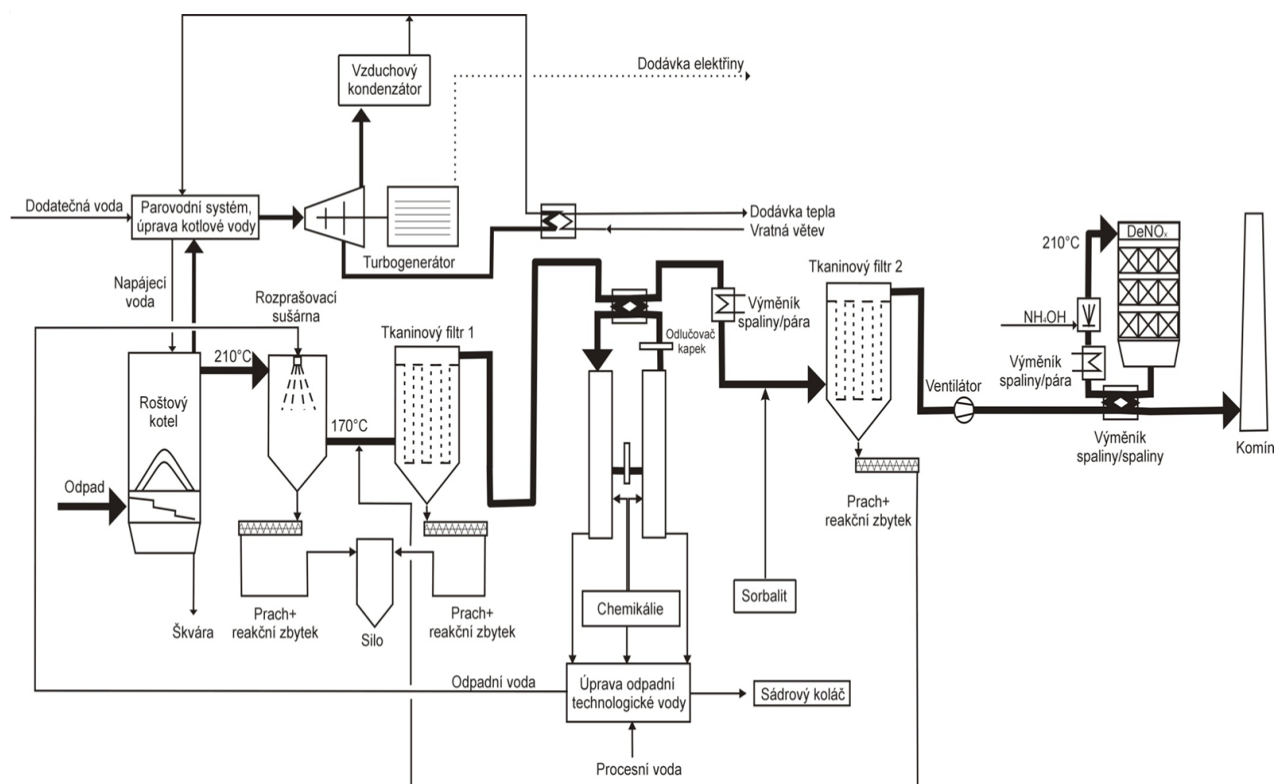 Vzduchový
kondenzátor
Dodávka elektřiny
Dodatečná voda
Parovodní systém,
úprava kotlové vody
Turbogenerátor
Dodávka tepla
Vratná větev
Napájecí
voda
Rozprašovací
sušárna
Tkaninový filtr 1
Tkaninový filtr 2
DeNOₓ
210°C
Výměník
spaliny/pára
NH₄OH
Odlučovač
kapek
210°C
Roštový
kotel
Výměník
spaliny/pára
Ventilátor
170°C
Výměník
spaliny/spaliny
Komín
Odpad
Prach+
reakční zbytek
Sorbalit
Chemikálie
Prach+
reakční zbytek
Prach+
reakční zbytek
Škvára
Silo
Odpadní voda
Úprava odpadní
technologické vody
Sádrový koláč
Procesní voda